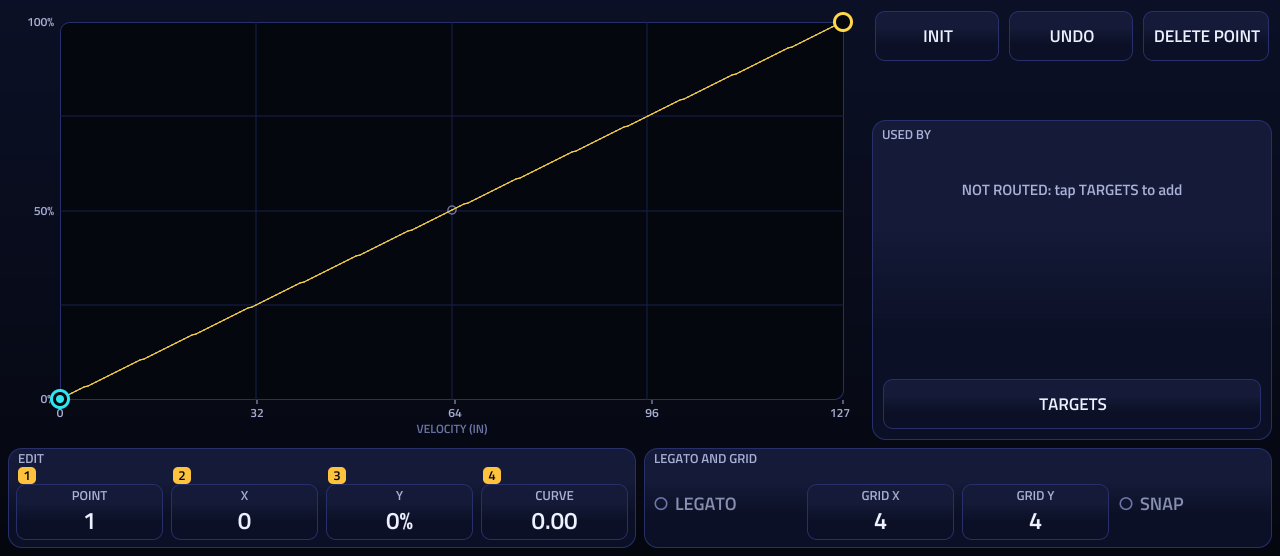 100%
50%
0%
0
32
64
96
127
VELOCITY (IN)
INIT
UNDO
DELETE POINT
USED BY
NOT ROUTED: tap TARGETS to add
TARGETS
EDIT
1
POINT
1
2
X
0
3
Y
0%
4
CURVE
0.00
LEGATO AND GRID
LEGATO
GRID X
4
GRID Y
4
SNAP